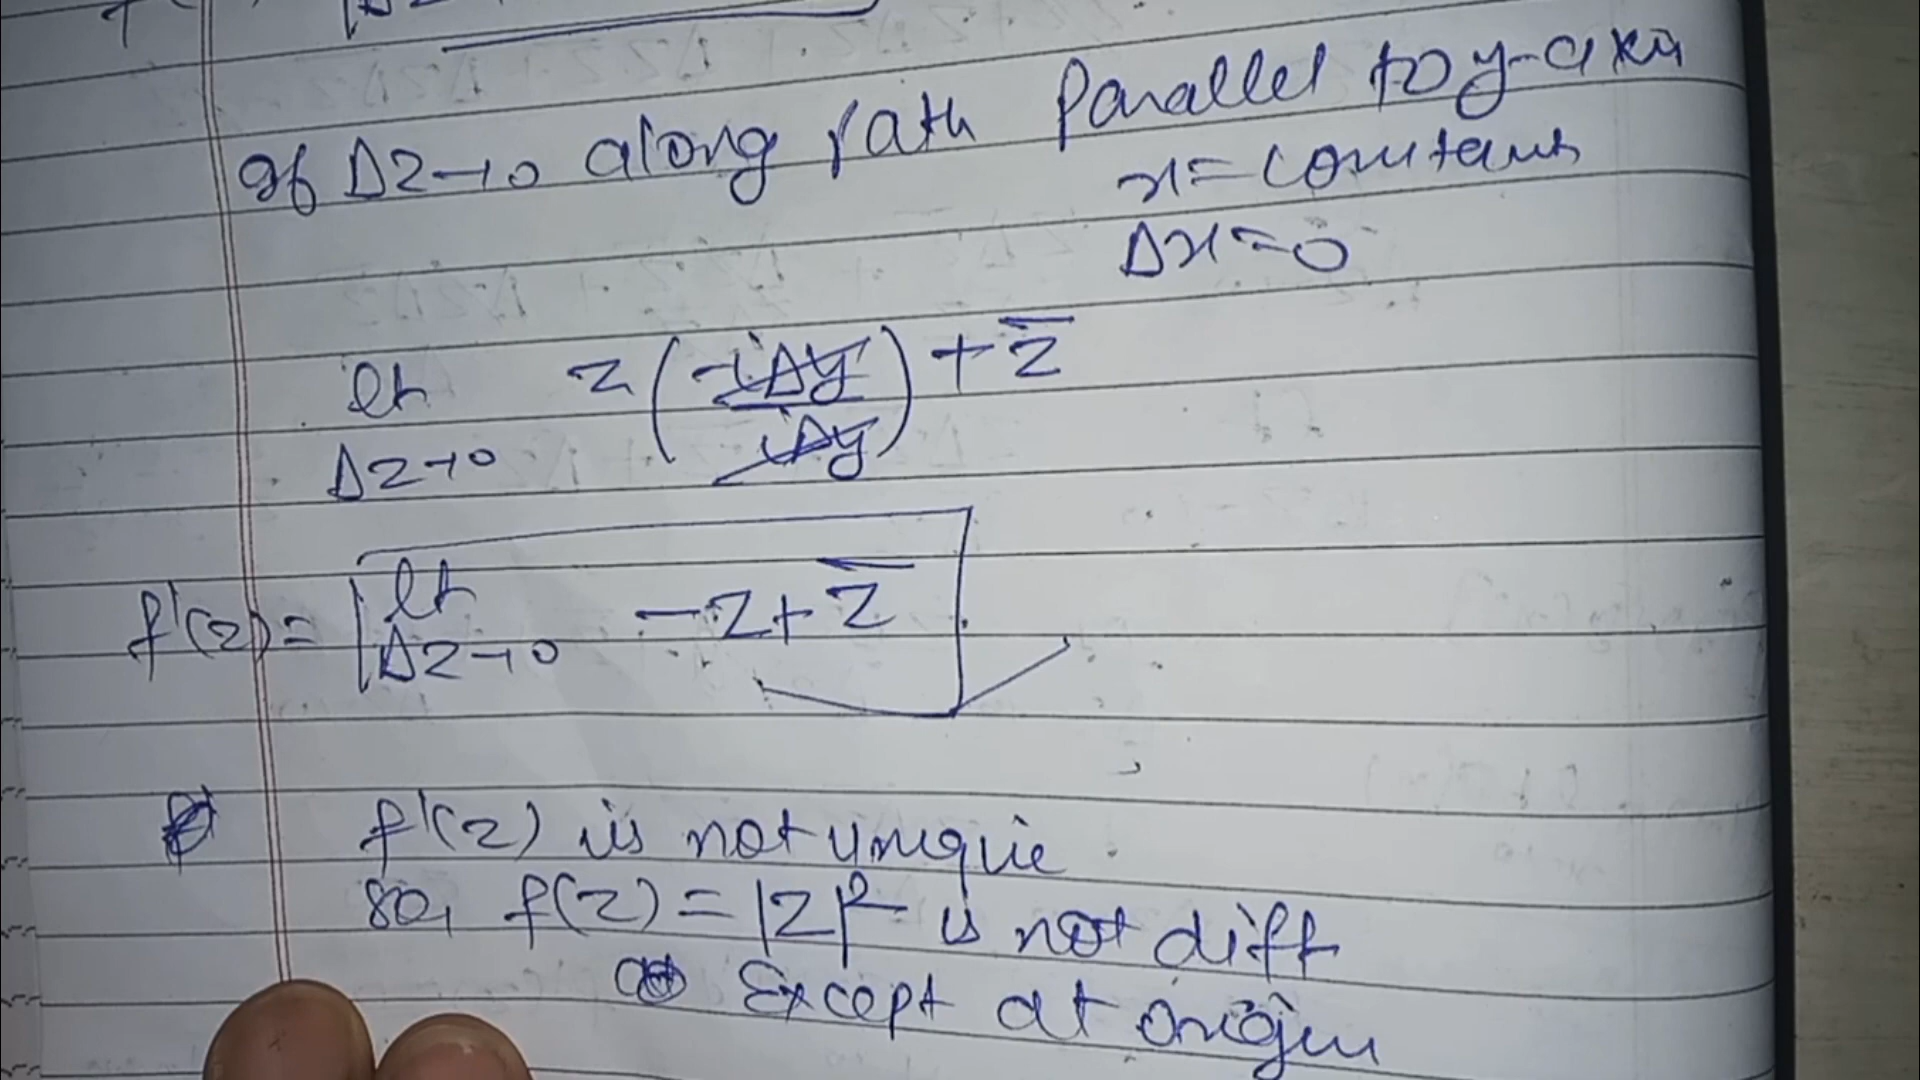 If Δz→0 along path parallel to y-axis
x = constant
Δx = 0
lt z(-iΔy/iΔy) + z̅
Δz→0
f'(z) = lt -z + z̅
Δz→0
f'(z) is not unique.
so, f(z) = |z|² is not diff
Except at origin